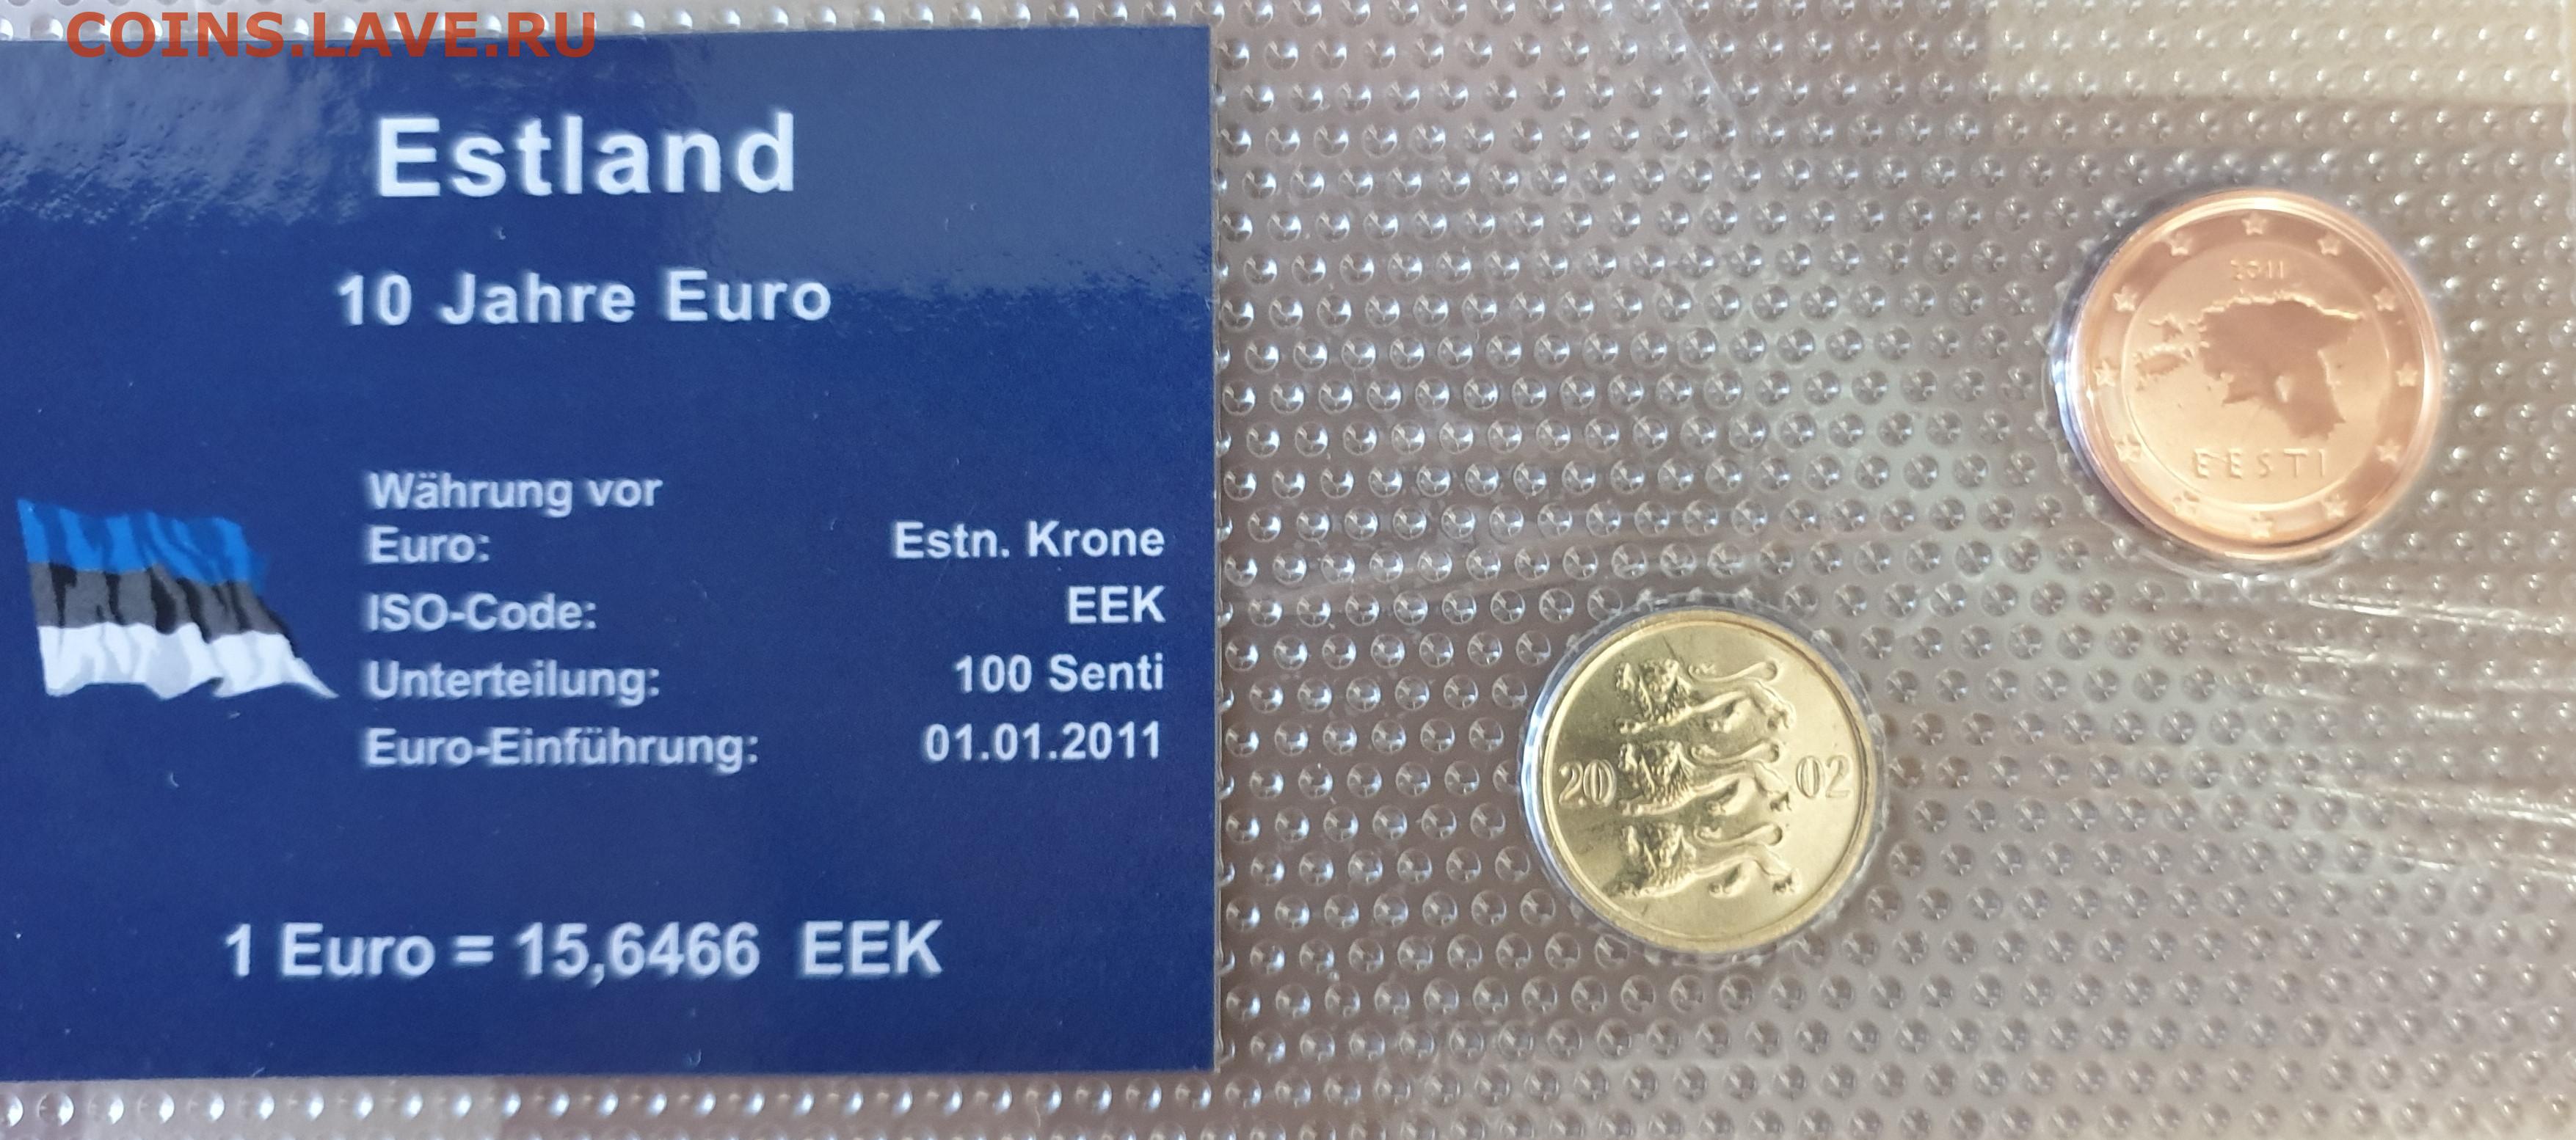 COINS.LAVE.RU
Estland
10 Jahre Euro
Währung vor
Euro: Estn. Krone
ISO-Code: EEK
Unterteilung: 100 Senti
Euro-Einführung: 01.01.2011
1 Euro = 15,6466 EEK
2011
EESTI
20 02